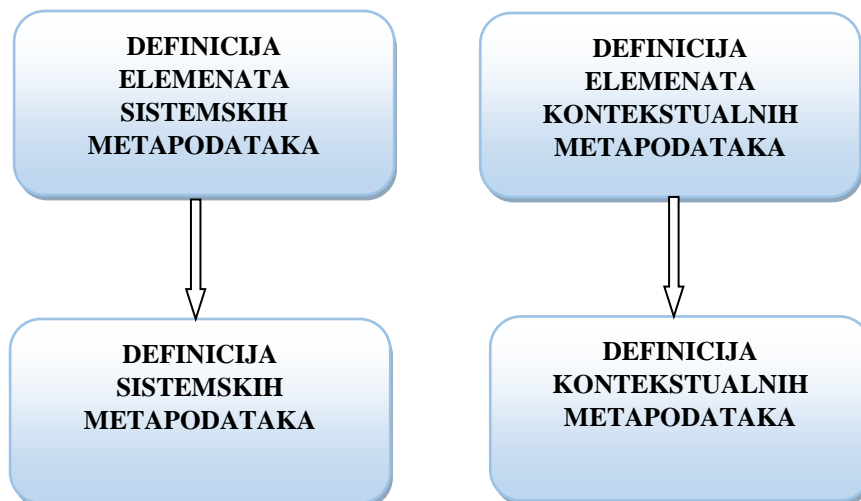 DEFINICIJA
ELEMENATA
SISTEMSKIH
METAPODATAKA
DEFINICIJA
ELEMENATA
KONTEKSTUALNIH
METAPODATAKA
DEFINICIJA
SISTEMSKIH
METAPODATAKA
DEFINICIJA
KONTEKSTUALNIH
METAPODATAKA